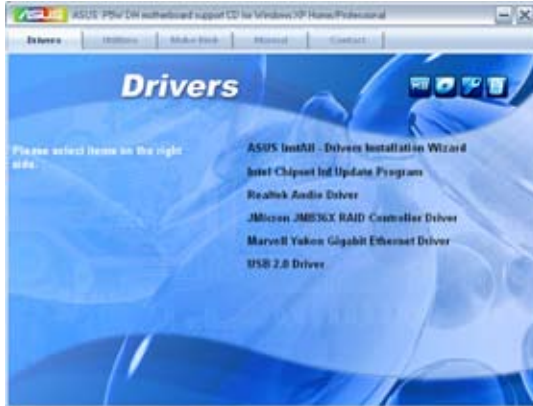 ASUS ASUS P5W DH motherboard support CD for Windows XP Home/Professional
Drivers Utilities Make Disk Manual Contact
Drivers
Please select items on the right
side.
ASUS InstAll - Drivers Installation Wizard
Intel Chipset Inf Update Program
Realtek Audio Driver
JMicron JMB36X RAID Controller Driver
Marvell Yukon Gigabit Ethernet Driver
USB 2.0 Driver